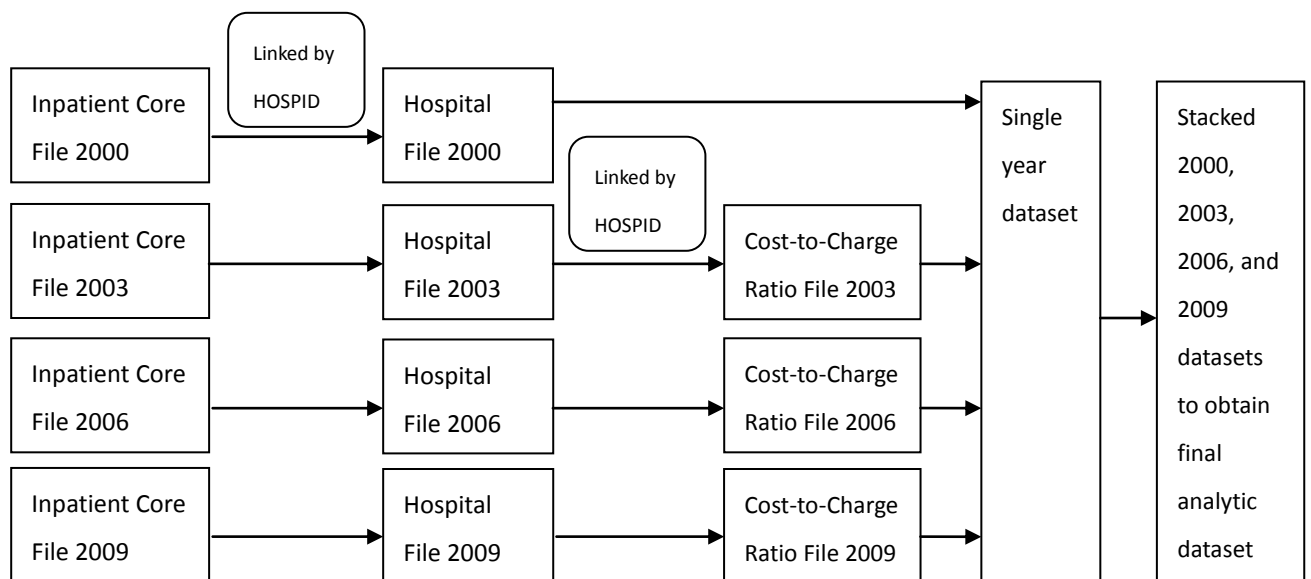 Linked by
HOSPID
Inpatient Core
File 2000
Hospital
File 2000
Linked by
HOSPID
Inpatient Core
File 2003
Hospital
File 2003
Cost-to-Charge
Ratio File 2003
Inpatient Core
File 2006
Hospital
File 2006
Cost-to-Charge
Ratio File 2006
Inpatient Core
File 2009
Hospital
File 2009
Cost-to-Charge
Ratio File 2009
Single
year
dataset
Stacked
2000,
2003,
2006, and
2009
datasets
to obtain
final
analytic
dataset